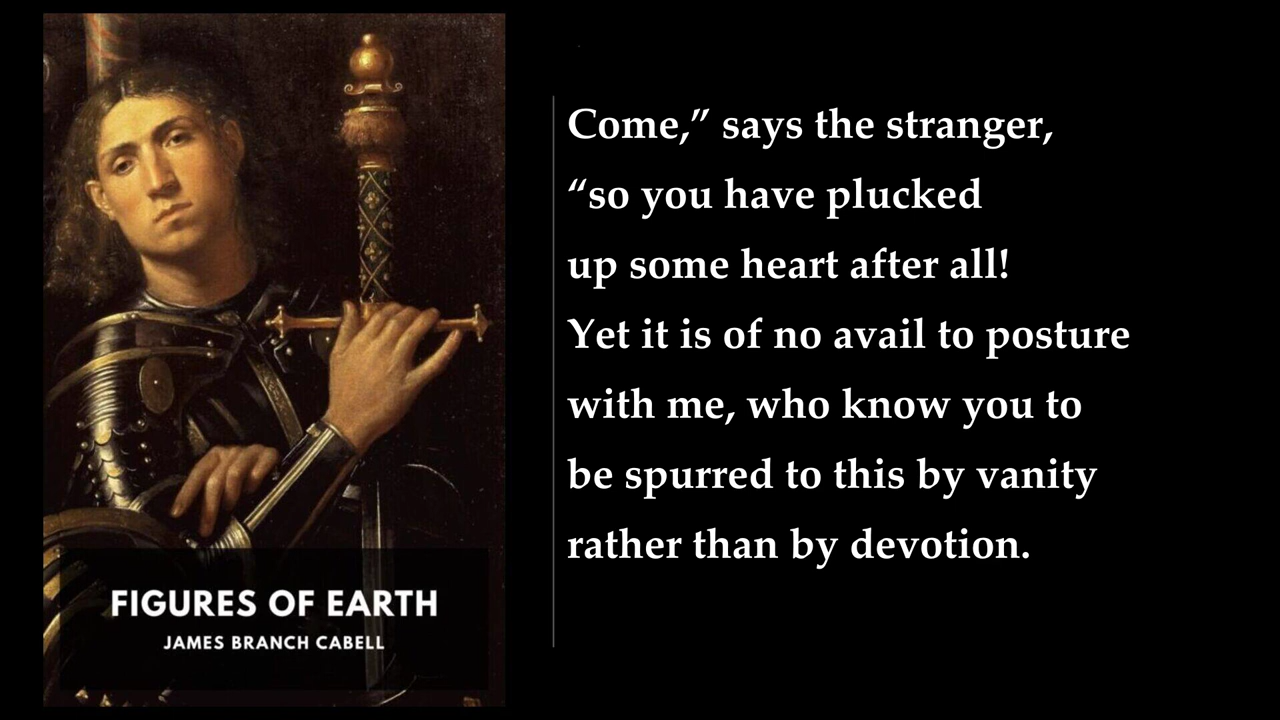 FIGURES OF EARTH
JAMES BRANCH CABELL
Come,” says the stranger,
“so you have plucked
up some heart after all!
Yet it is of no avail to posture
with me, who know you to
be spurred to this by vanity
rather than by devotion.